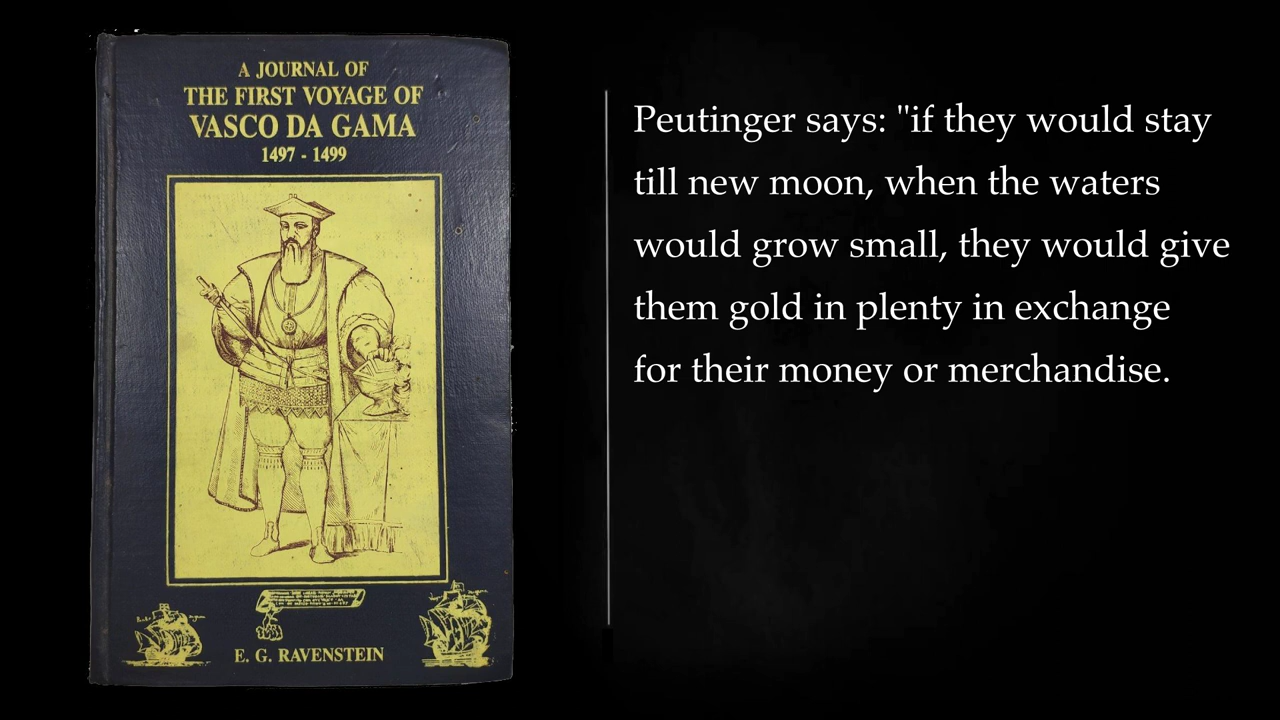 A JOURNAL OF
THE FIRST VOYAGE OF
VASCO DA GAMA
1497 - 1499
E. G. RAVENSTEIN
Peutinger says: "if they would stay
till new moon, when the waters
would grow small, they would give
them gold in plenty in exchange
for their money or merchandise.